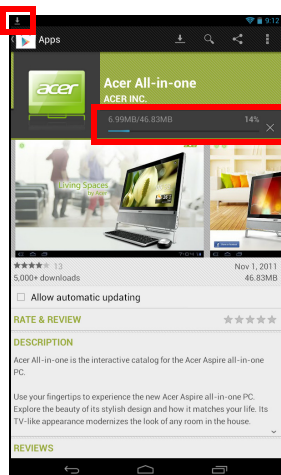 9:12
Apps
acer
Acer All-in-one
ACER INC.
6.99MB/46.83MB 14%
acer
Living Spaces
by Acer
13 Nov 1, 2011
5,000+ downloads 46.83MB
Allow automatic updating
RATE & REVIEW
DESCRIPTION
Acer All-in-one is the interactive catalog for the Acer Aspire all-in-one
PC.
Use your fingertips to experience the new Acer all-in-one PC.
Explore the beauty of its stylish design and how it matches your life. Its
TV-like appearance modernizes the look of any room in the house.
REVIEWS